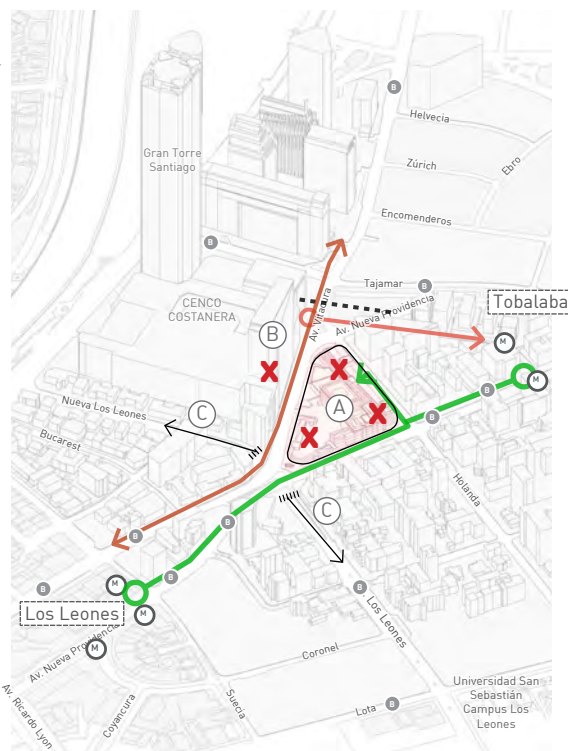 B
Helvecia
Gran Torre
Santiago
Zúrich
Ebro
Encomenderos
B
Tajamar
B
Tobalaba
CENCO
COSTANERA
Av. Vitacura
Av. Nueva Providencia
B
M
X
X
M
Nueva Los Leones
C
A
X
B
Bucarest
X
Holanda
C
B
B
M
B
B
B
Los Leones
M
Los Leones
M
Av. Nueva Providencia
Coronel
Suecia
Universidad San
Sebastián
Campus Los
Leones
Av. Ricardo Lyon
Coyancura
Lota
B